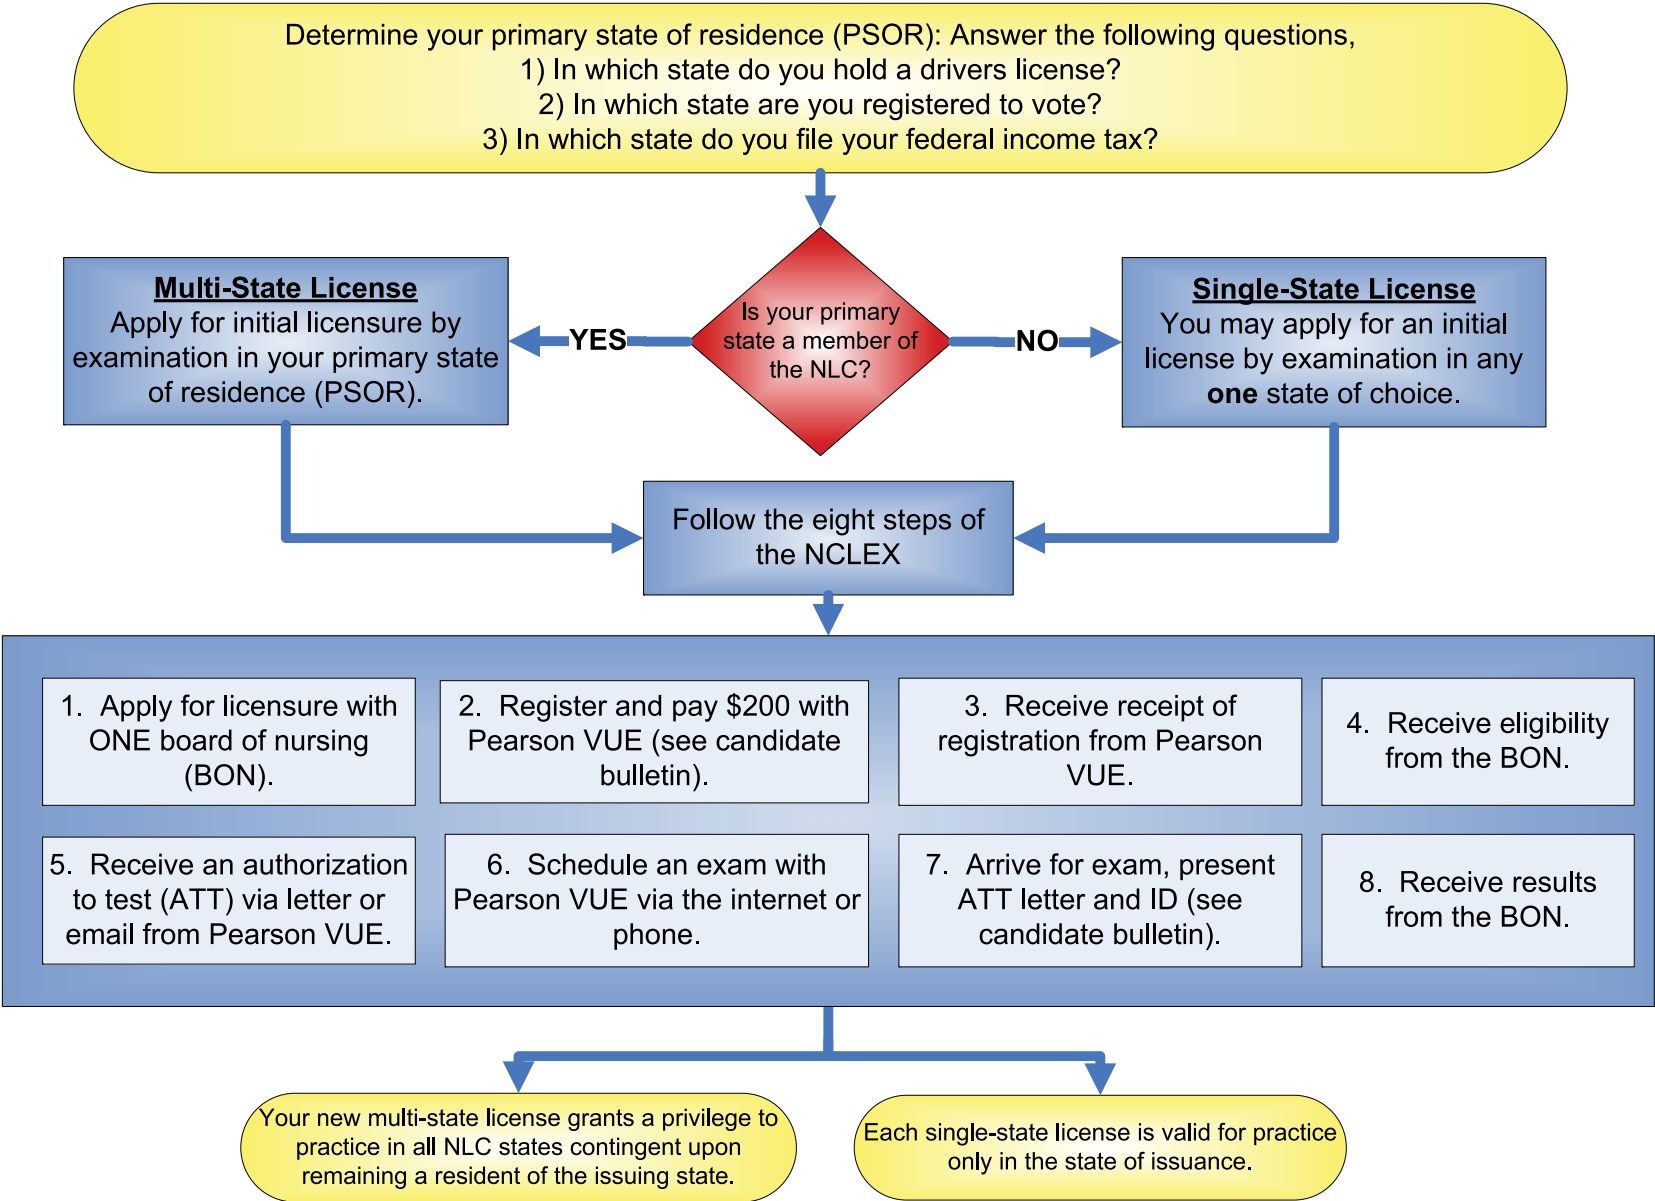 Determine your primary state of residence (PSOR): Answer the following questions,
1) In which state do you hold a drivers license?
2) In which state are you registered to vote?
3) In which state do you file your federal income tax?
Multi-State License
Apply for initial licensure by
examination in your primary state
of residence (PSOR).
YES
Is your primary
state a member of
the NLC?
NO
Single-State License
You may apply for an initial
license by examination in any
one state of choice.
Follow the eight steps of
the NCLEX
1. Apply for licensure with
ONE board of nursing
(BON).
2. Register and pay $200 with
Pearson VUE (see candidate
bulletin).
3. Receive receipt of
registration from Pearson
VUE.
4. Receive eligibility
from the BON.
5. Receive an authorization
to test (ATT) via letter or
email from Pearson VUE.
6. Schedule an exam with
Pearson VUE via the internet or
phone.
7. Arrive for exam, present
ATT letter and ID (see
candidate bulletin).
8. Receive results
from the BON.
Your new multi-state license grants a privilege to
practice in all NLC states contingent upon
remaining a resident of the issuing state.
Each single-state license is valid for practice
only in the state of issuance.